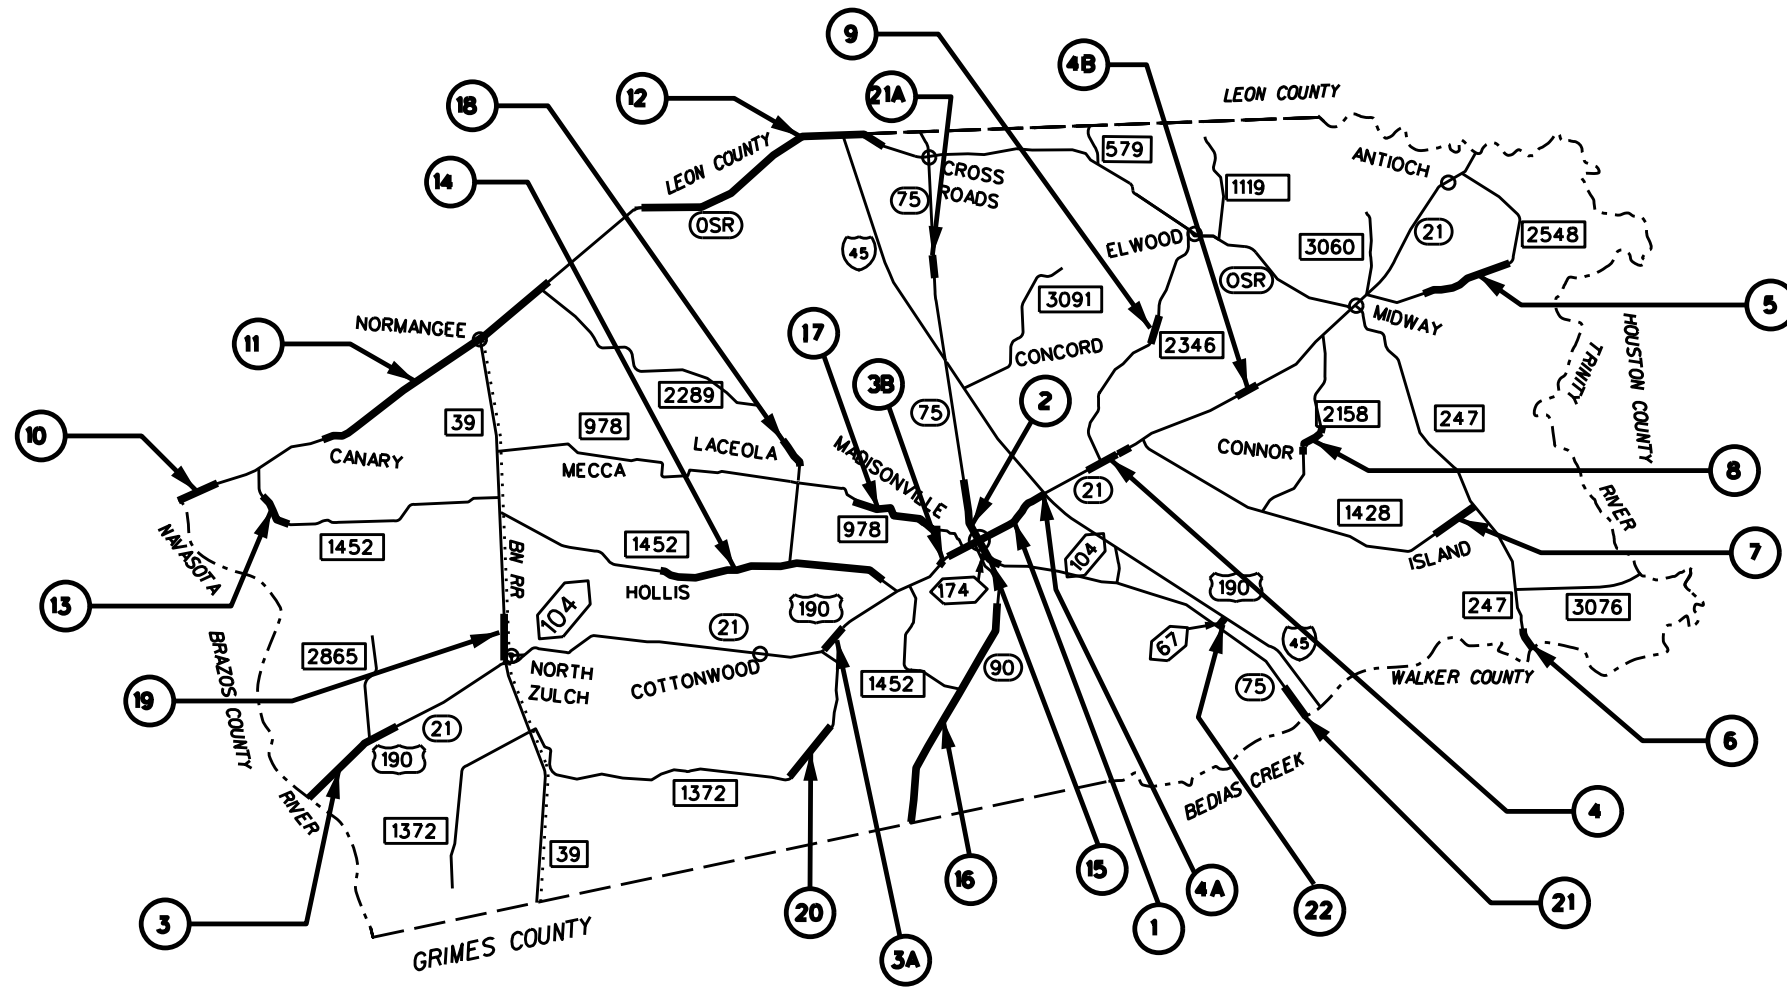 9
4B
18
12
21A
LEON COUNTY
579
ANTIOCH
14
LEON COUNTY
CROSS
ROADS
75
1119
OSR
21
2548
3060
ELWOOD
45
OSR
3091
5
NORMANGEE
MIDWAY
11
17
2346
CONCORD
HOUSTON COUNTY
TRINITY
3B
2
39
2289
75
2158
247
978
10
CANARY
MECCA
LACEOLA
MADISONVILLE
CONNOR
8
21
RIVER
978
1428
NAVASOTA
1452
1452
BN RR
104
ISLAND
7
HOLLIS
174
190
13
104
190
247
3076
BRAZOS COUNTY
2865
21
67
45
NORTH
ZULCH
COTTONWOOD
1452
90
WALKER COUNTY
75
19
21
6
190
1372
BEDIAS CREEK
RIVER
1372
4
39
16
15
4A
3
20
22
21
1
GRIMES COUNTY
3A